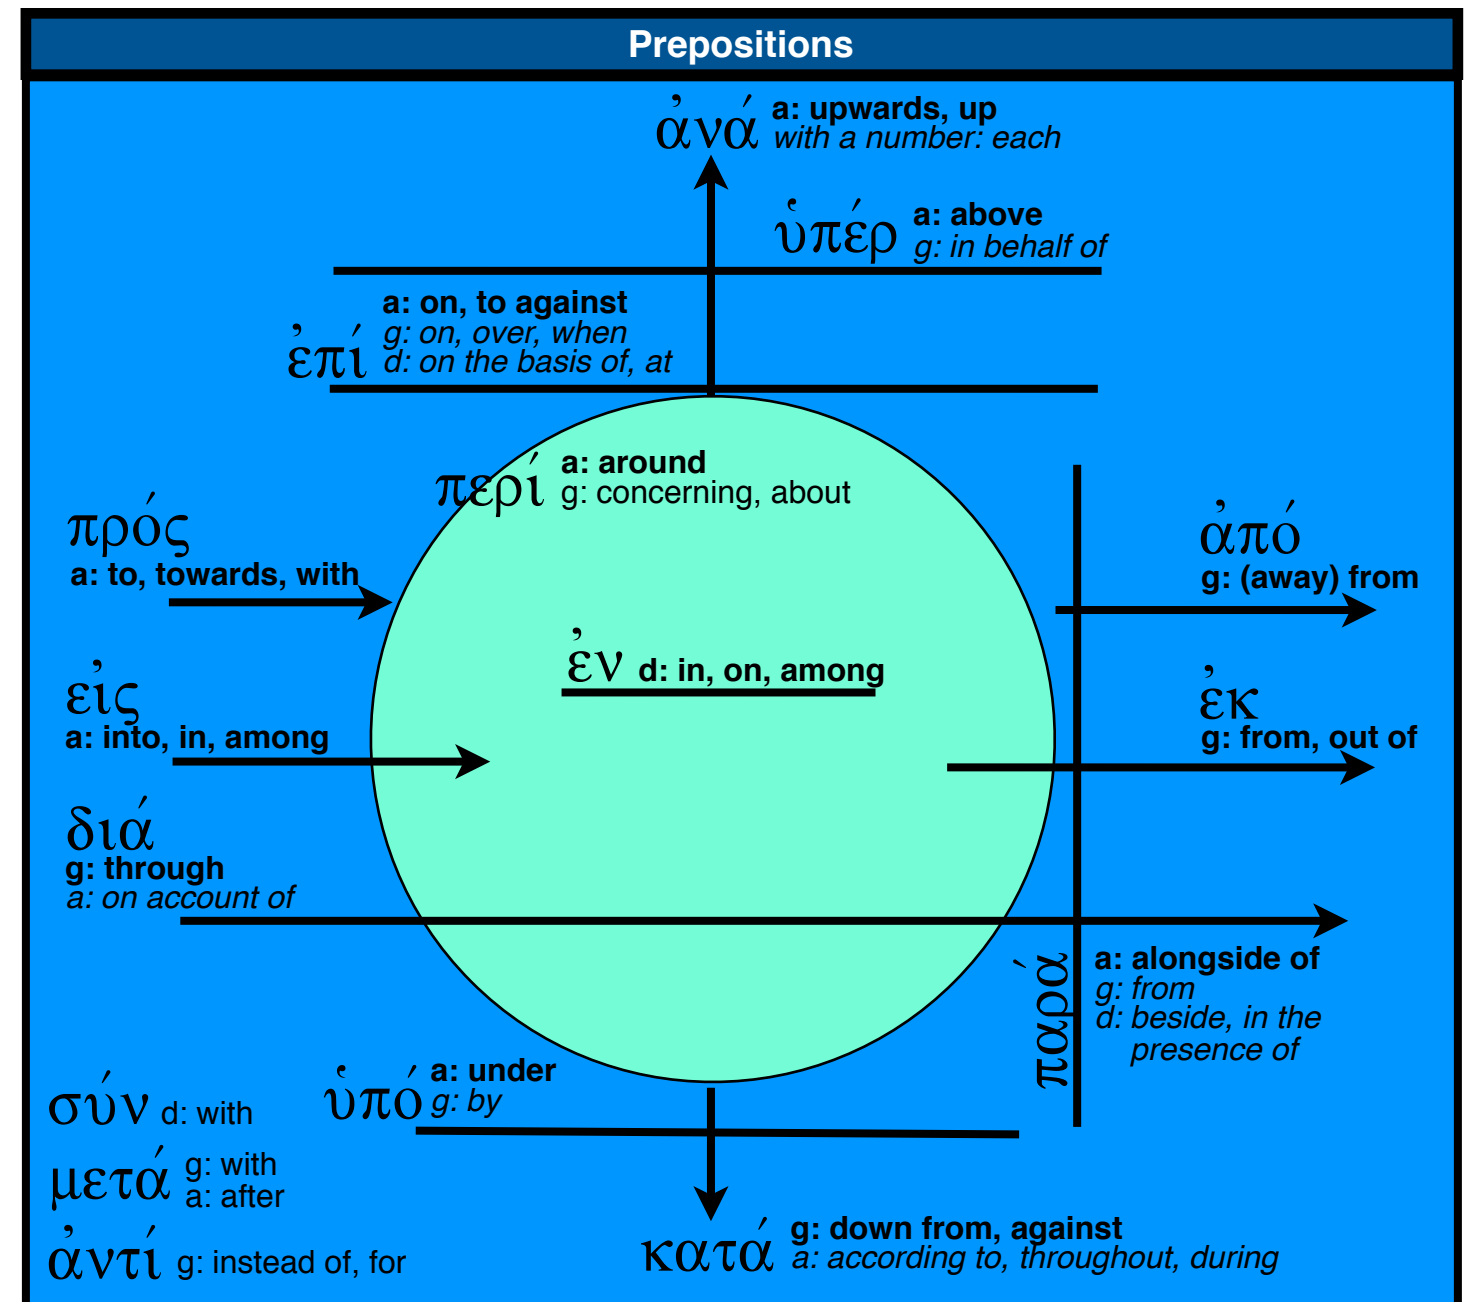 Prepositions
ἀνά a: upwards, up
with a number: each
ὑπέρ a: above
g: in behalf of
ἐπί a: on, to against
g: on, over, when
d: on the basis of, at
περί a: around
g: concerning, about
πρός
a: to, towards, with
ἀπό
g: (away) from
ἐν d: in, on, among
εἰς
a: into, in, among
ἐκ
g: from, out of
διά
g: through
a: on account of
παρά a: alongside of
g: from
d: beside, in the
presence of
ὑπό a: under
g: by
σύν d: with
μετά g: with
a: after
ἀντί g: instead of, for
κατά g: down from, against
a: according to, throughout, during